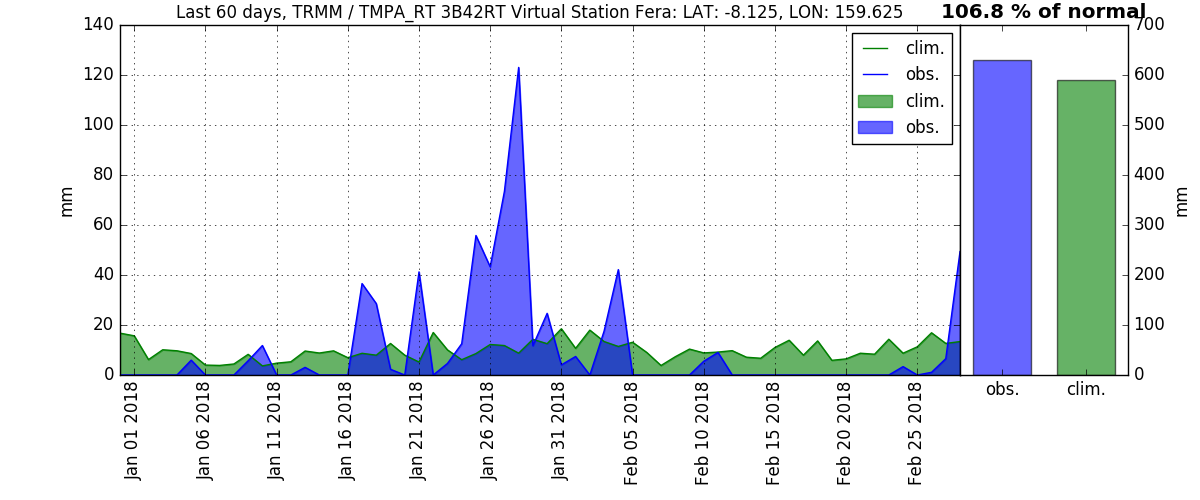 Last 60 days, TRMM / TMPA_RT 3B42RT Virtual Station Fera: LAT: -8.125, LON: 159.625
106.8 % of normal
140
120
100
80
60
40
20
0
mm
clim.
obs.
clim.
obs.
700
600
500
400
300
200
100
0
mm
Jan 01 2018
Jan 06 2018
Jan 11 2018
Jan 16 2018
Jan 21 2018
Jan 26 2018
Jan 31 2018
Feb 05 2018
Feb 10 2018
Feb 15 2018
Feb 20 2018
Feb 25 2018
obs.
clim.